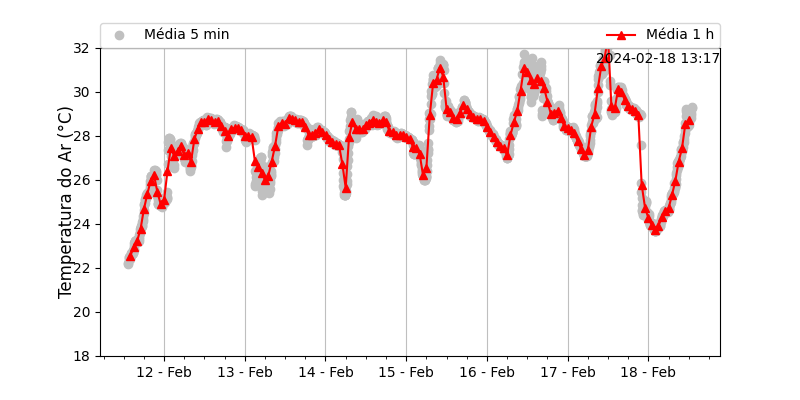 Média 5 min
Média 1 h
2024-02-18 13:17
Temperatura do Ar (°C)
32
30
28
26
24
22
20
18
12 - Feb
13 - Feb
14 - Feb
15 - Feb
16 - Feb
17 - Feb
18 - Feb